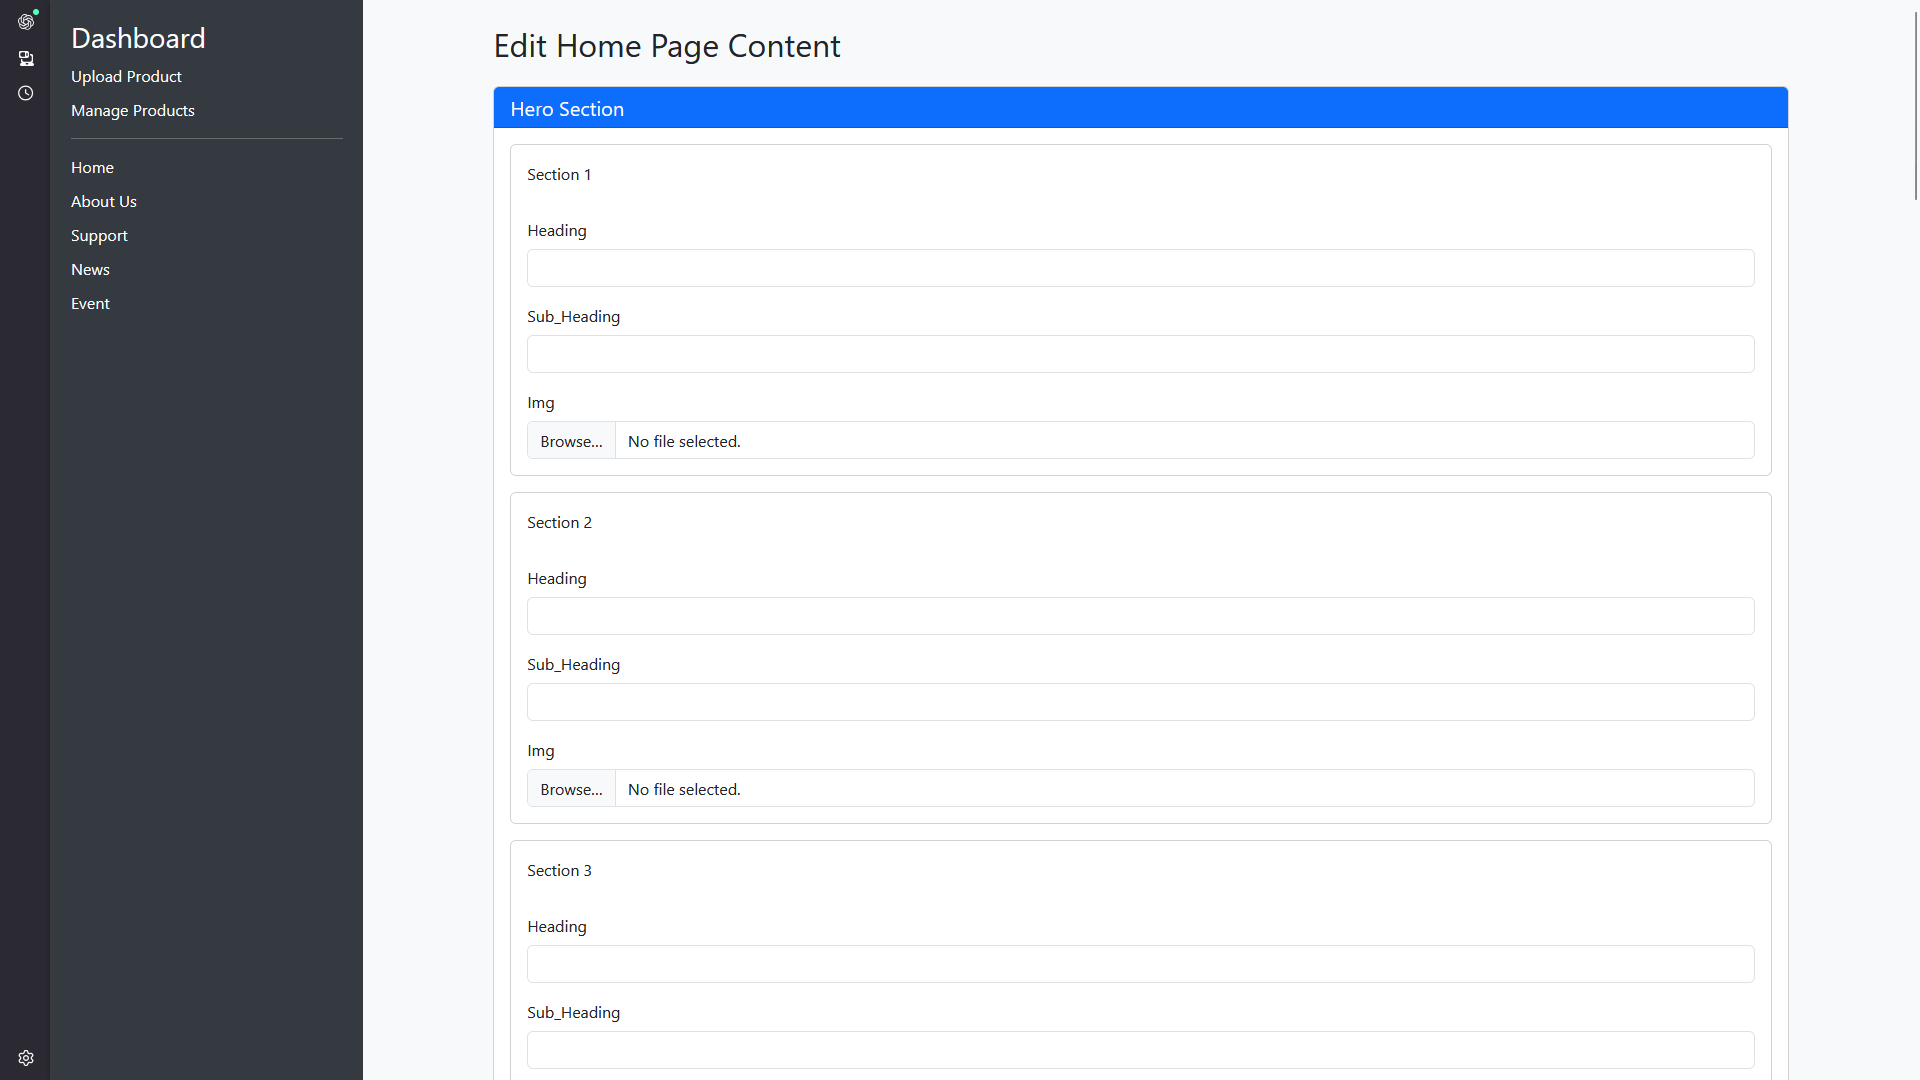 Dashboard
Upload Product
Manage Products
Home
About Us
Support
News
Event
Edit Home Page Content
Hero Section
Section 1
Heading
Sub_Heading
Img
Browse... No file selected.
Section 2
Heading
Sub_Heading
Img
Browse... No file selected.
Section 3
Heading
Sub_Heading